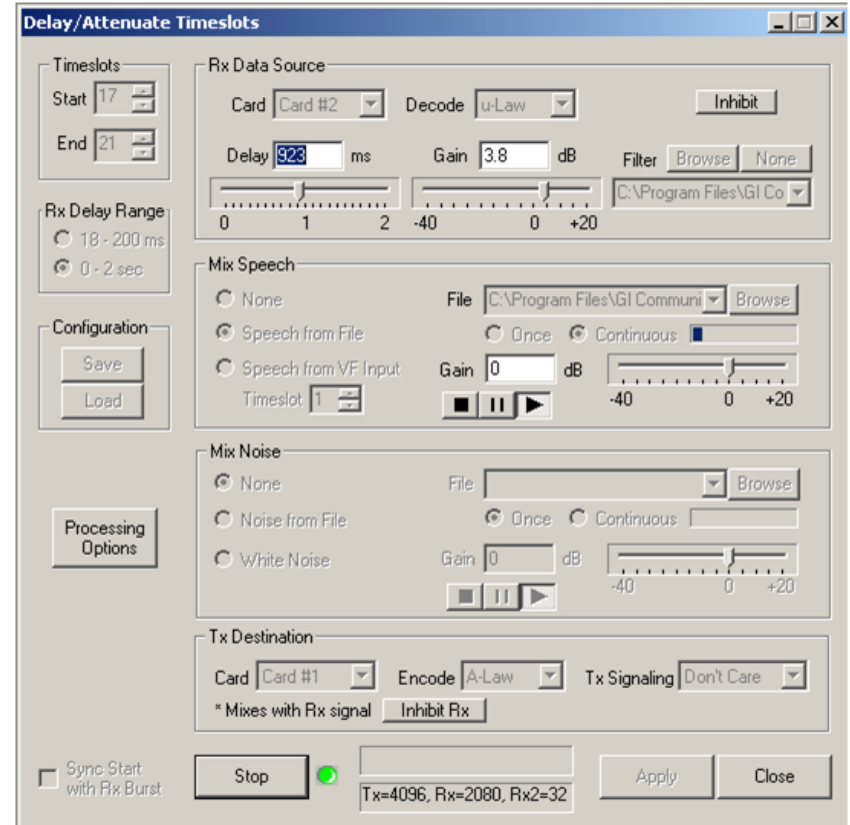 Delay/Attenuate Timeslots
Timeslots
Start 17
End 21
Rx Delay Range
18 - 200 ms
0 - 2 sec
Configuration
Save
Load
Processing
Options
Rx Data Source
Card Card #2 Decode u-Law Inhibit
Delay 923 ms Gain 3.8 dB Filter Browse None
C:\Program Files\GI Co
0 1 2 -40 0 +20
Mix Speech
None File C:\Program Files\GI Communi Browse
Speech from File Once Continuous
Speech from VF Input Gain 0 dB
Timeslot 1 -40 0 +20
Mix Noise
None File Browse
Noise from File Once Continuous
White Noise Gain 0 dB
-40 0 +20
Tx Destination
Card Card #1 Encode A-Law Tx Signaling Don't Care
* Mixes with Rx signal Inhibit Rx
Sync Start
with Rx Burst
Stop Apply Close
Tx=4096, Rx=2080, Rx2=32